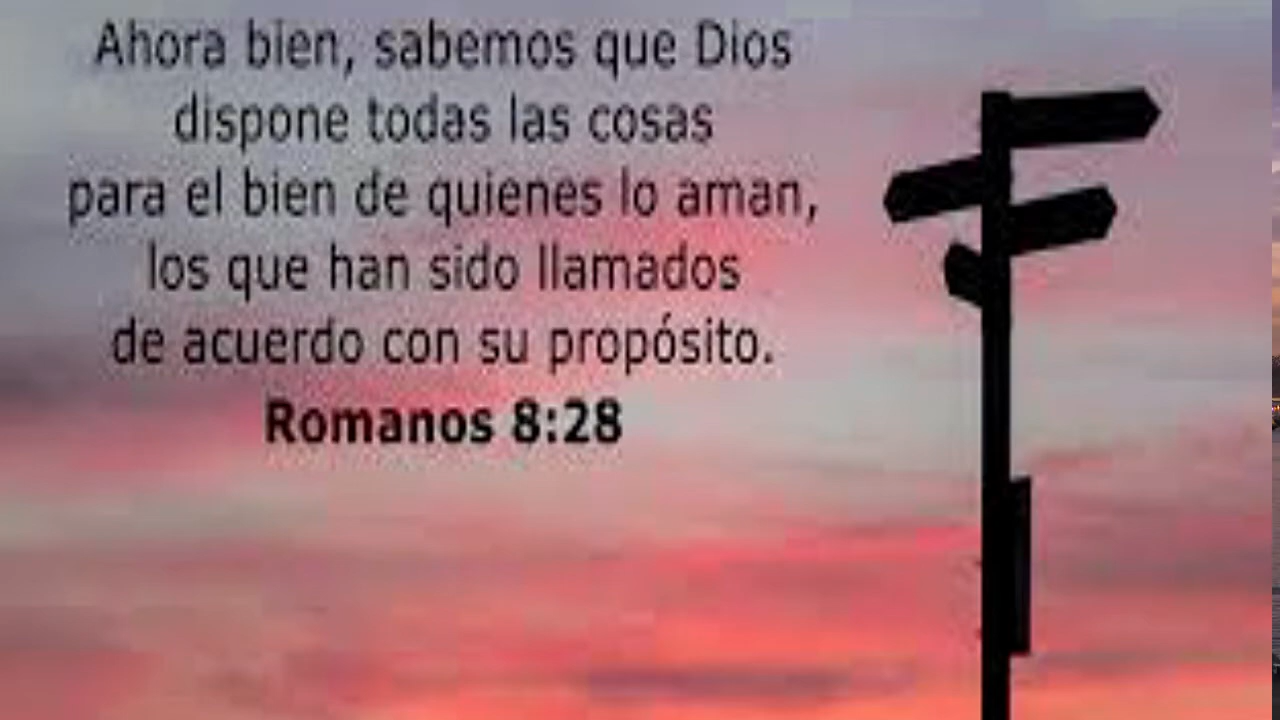 Ahora bien, sabemos que Dios
dispone todas las cosas
para el bien de quienes lo aman,
los que han sido llamados
de acuerdo con su propósito.
Romanos 8:28